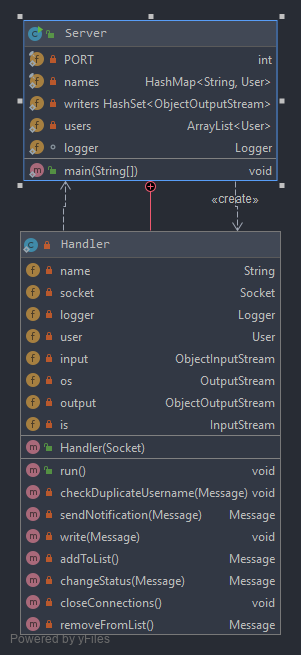 Server
PORT int
names HashMap<String, User>
writers HashSet<ObjectOutputStream>
users ArrayList<User>
logger Logger
main(String[]) void
«create»
Handler
name String
socket Socket
logger Logger
user User
input ObjectInputStream
os OutputStream
output ObjectOutputStream
is InputStream
Handler(Socket)
run() void
checkDuplicateUsername(Message) void
sendNotification(Message) Message
write(Message) void
addToList() Message
changeStatus(Message) Message
closeConnections() void
removeFromList() Message
Powered by yFiles